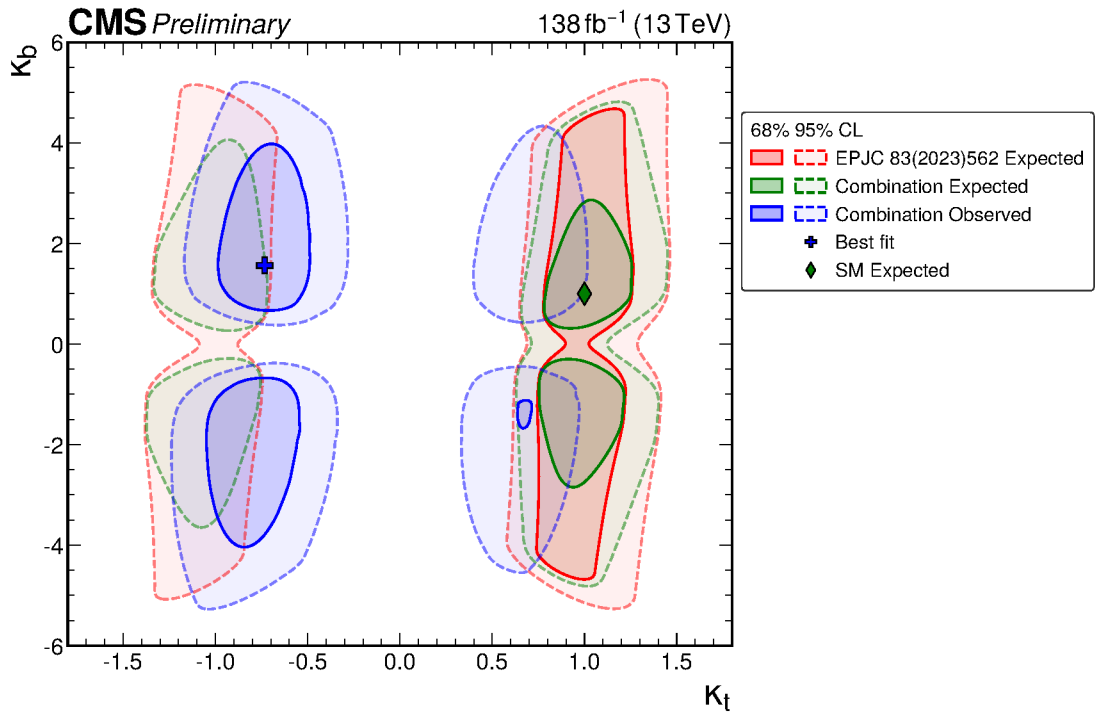 CMS Preliminary 138 fb⁻¹ (13 TeV)
κb
6
4
2
0
-2
-4
-6
-1.5 -1.0 -0.5 0.0 0.5 1.0 1.5
κt
68% 95% CL
EPJC 83(2023)562 Expected
Combination Expected
Combination Observed
Best fit
SM Expected